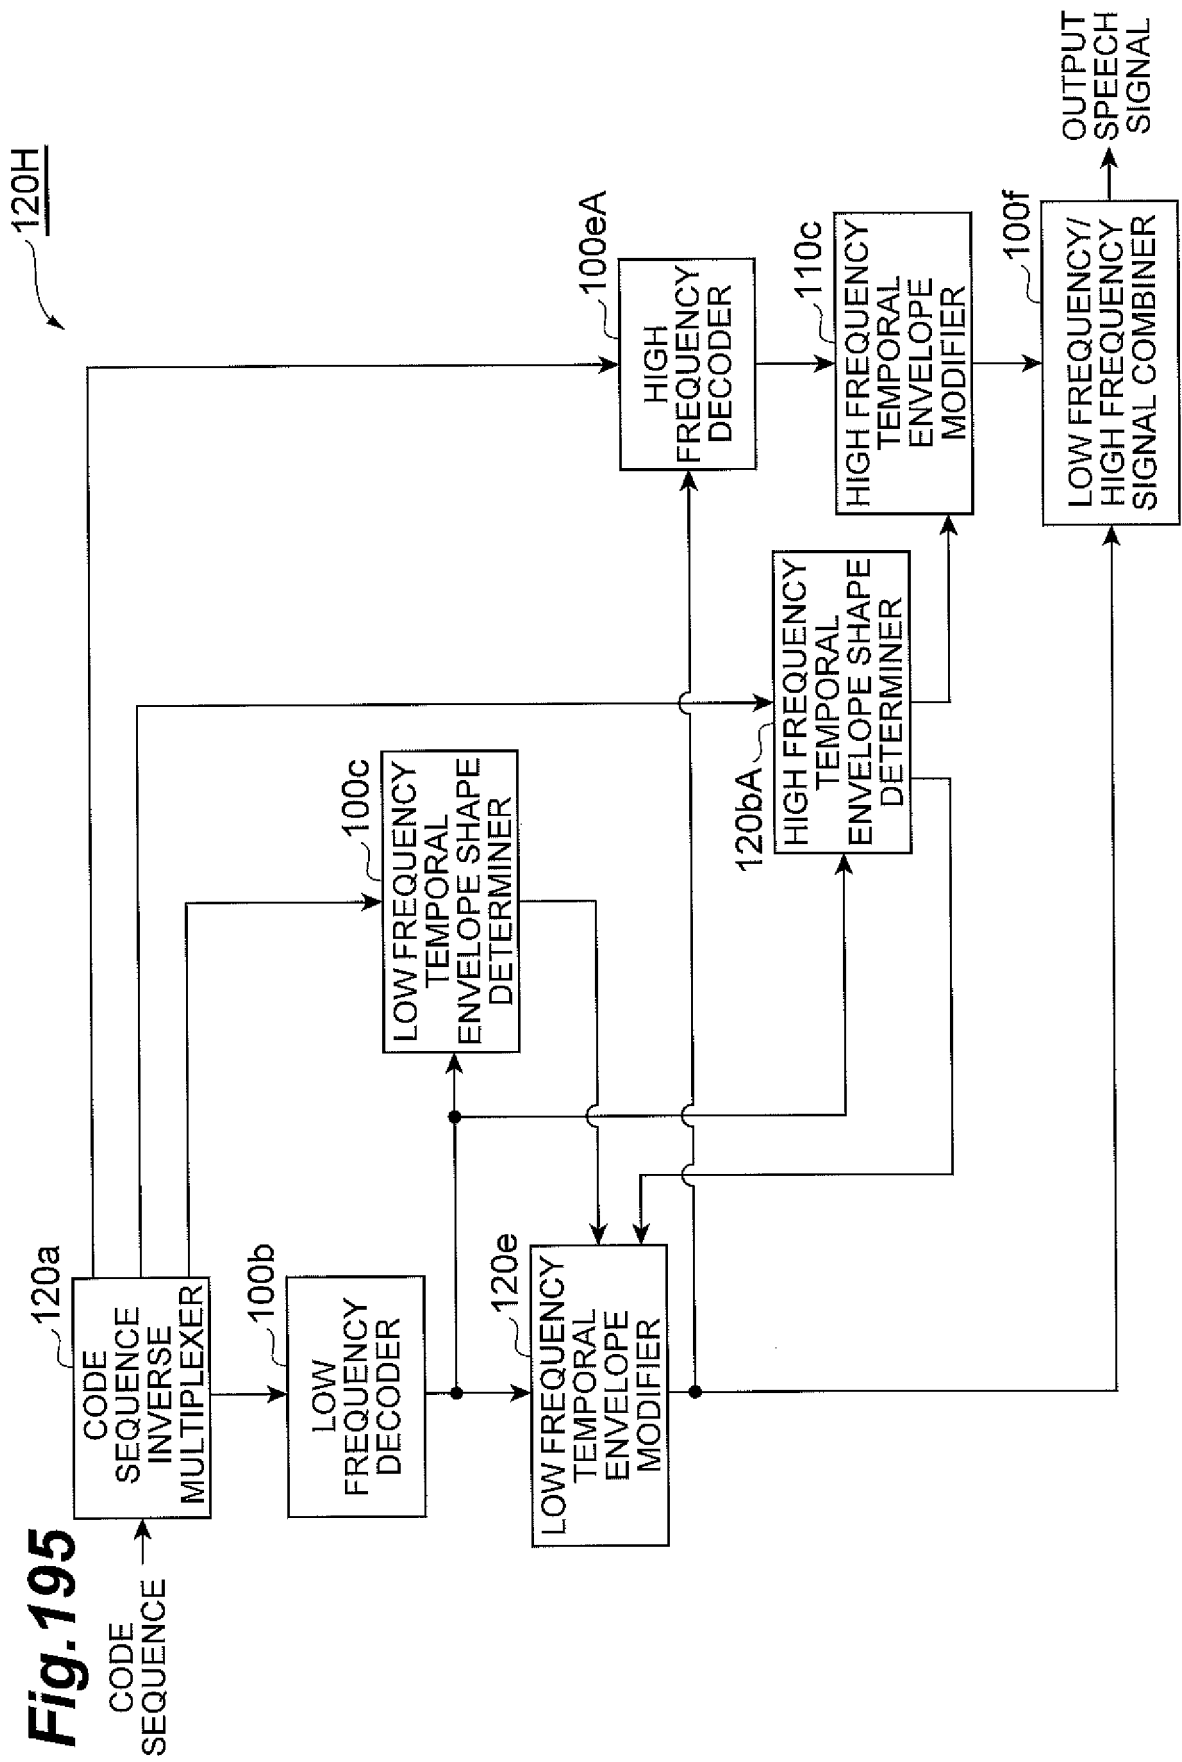 Fig.195
120H
CODE
SEQUENCE
120a
CODE
SEQUENCE
INVERSE
MULTIPLEXER
100b
LOW
FREQUENCY
DECODER
100c
LOW FREQUENCY
TEMPORAL
ENVELOPE SHAPE
DETERMINER
120e
LOW FREQUENCY
TEMPORAL
ENVELOPE
MODIFIER
100eA
HIGH
FREQUENCY
DECODER
120bA
HIGH FREQUENCY
TEMPORAL
ENVELOPE SHAPE
DETERMINER
110c
HIGH FREQUENCY
TEMPORAL
ENVELOPE
MODIFIER
100f
LOW FREQUENCY/
HIGH FREQUENCY
SIGNAL COMBINER
OUTPUT
SPEECH
SIGNAL